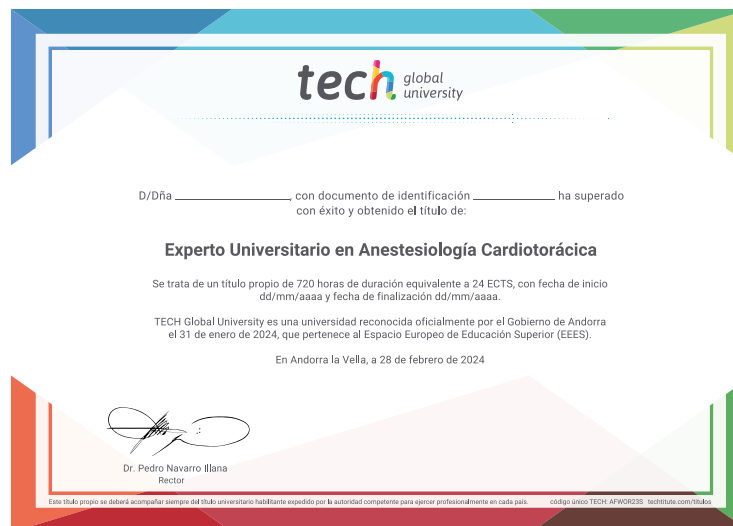 tech global university
D/Dña ______________, con documento de identificación ______________ ha superado
con éxito y obtenido el título de:
Experto Universitario en Anestesiología Cardiotorácica
Se trata de un título propio de 720 horas de duración equivalente a 24 ECTS, con fecha de inicio
dd/mm/aaaa y fecha de finalización dd/mm/aaaa.
TECH Global University es una universidad reconocida oficialmente por el Gobierno de Andorra
el 31 de enero de 2024, que pertenece al Espacio Europeo de Educación Superior (EEES).
En Andorra la Vella, a 28 de febrero de 2024
Dr. Pedro Navarro Illana
Rector
Este título propio se deberá acompañar siempre del título universitario habilitante expedido por la autoridad competente para ejercer profesionalmente en cada país. código único TECH: AFWOR23S techtitute.com/titulos